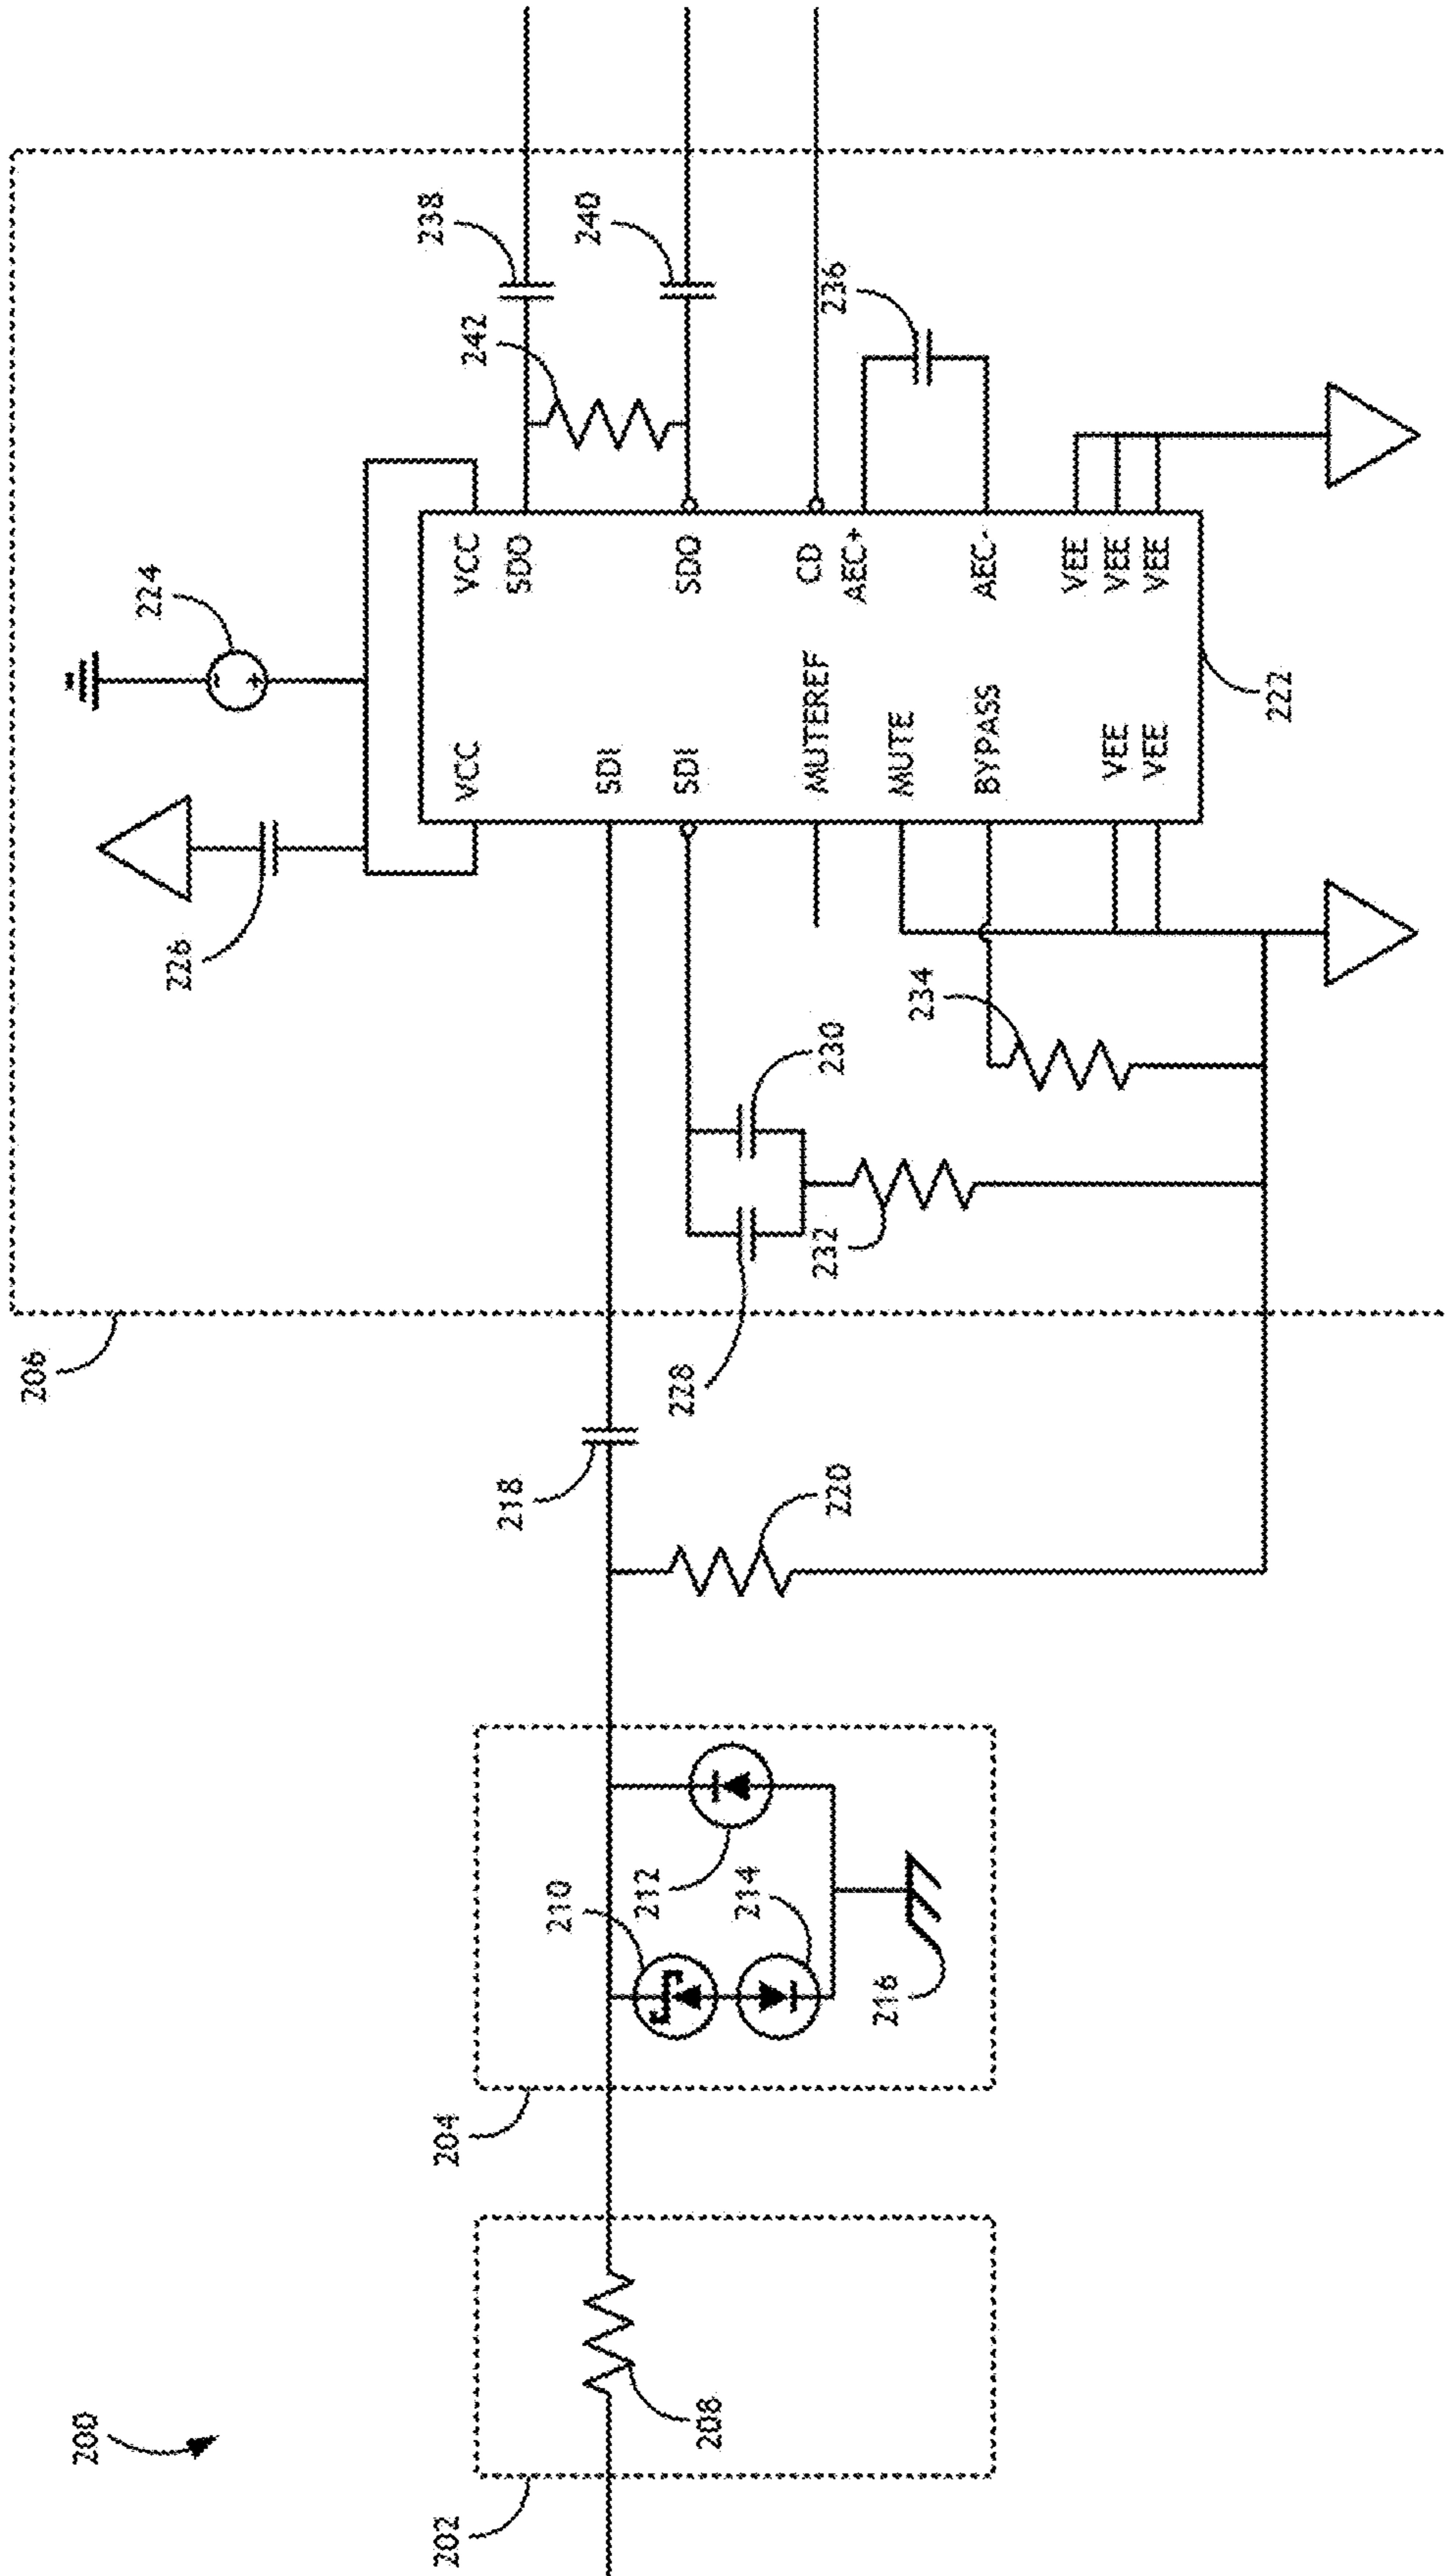 200
202
208
204
210
212
214
216
218
220
206
228
230
232
234
226
224
VCC
SDI
SDI
MUTEREF
MUTE
BYPASS
VEE
VEE
VCC
SDO
SDO
CD
AEC+
AEC-
VEE
VEE
VEE
222
242
238
240
236
-
+